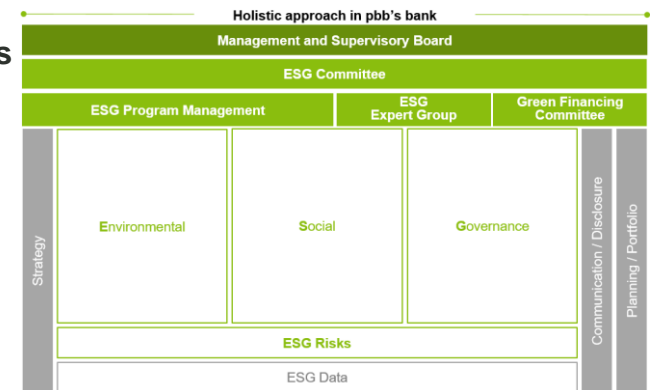 Holistic approach in pbb's bank
s
Management and Supervisory Board
ESG Committee
ESG Program Management
ESG
Expert Group
Green Financing
Committee
Strategy
Environmental
Social
Governance
Communication / Disclosure
Planning / Portfolio
ESG Risks
ESG Data